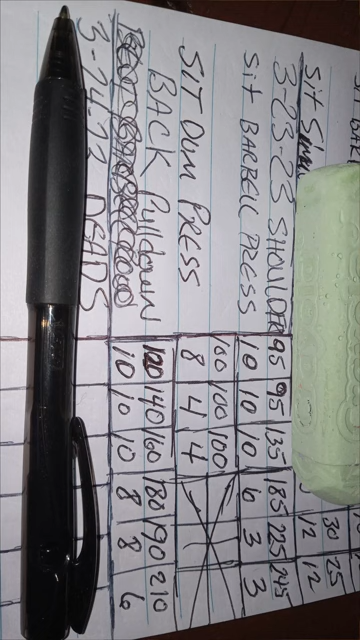 Sit 30 25
12 12
3-23-23 SHOULDER 95 95 135 185 225 245
Sit BARBELL PRESS 10 10 10 6 3 3
100 100 100
SIT DUM PRESS 8 4 4
BACK Pulldown 100 140 160 180 190 210
10 10 10 8 8 6
3-24-23 DEADS